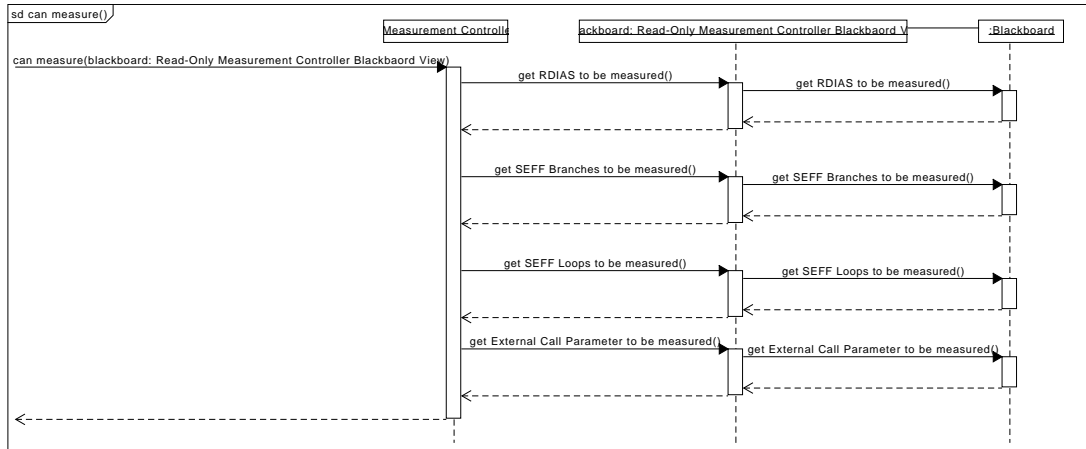 sd can measure()
Measurement Controlle
ackboard: Read-Only Measurement Controller Blackbaord V
:Blackboard
can measure(blackboard: Read-Only Measurement Controller Blackbaord View)
get RDIAS to be measured()
get RDIAS to be measured()
get SEFF Branches to be measured()
get SEFF Branches to be measured()
get SEFF Loops to be measured()
get SEFF Loops to be measured()
get External Call Parameter to be measured()
get External Call Parameter to be measured()